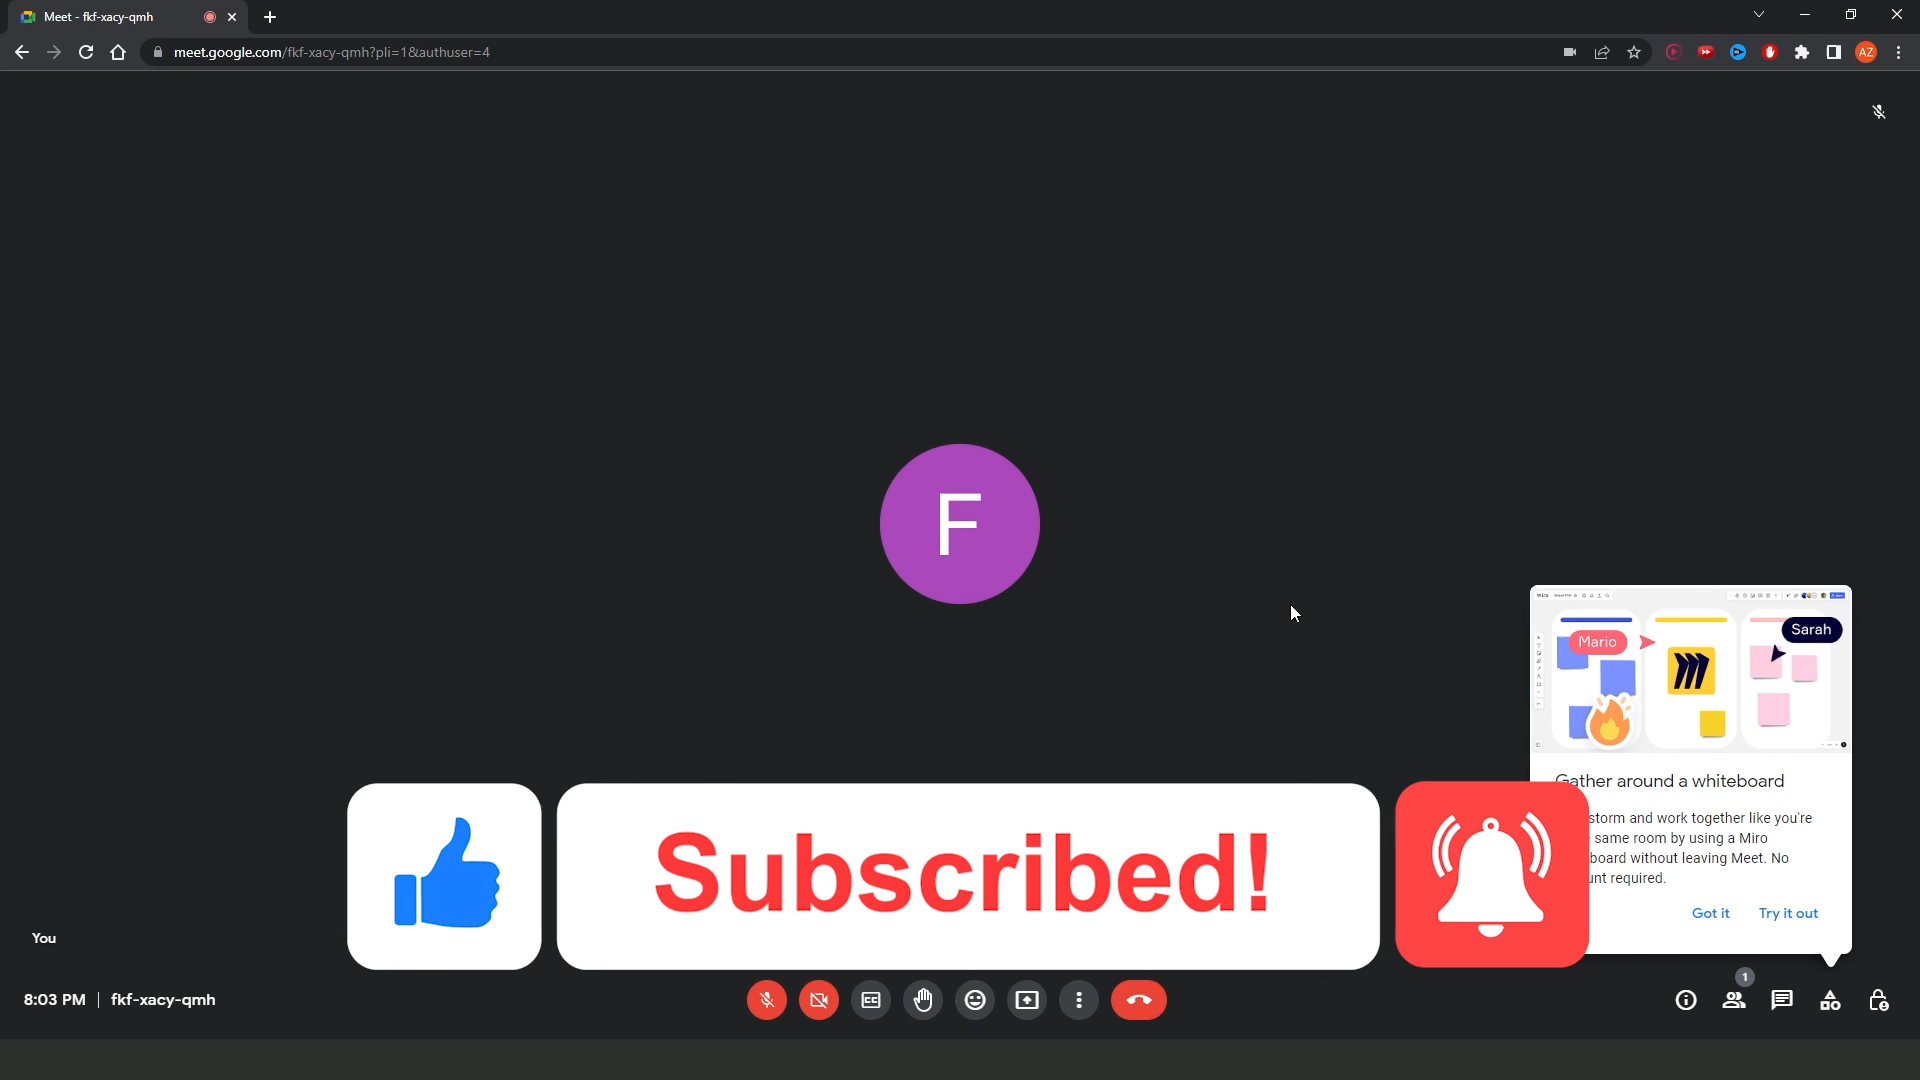 Meet - fkf-xacy-qmh
meet.google.com/fkf-xacy-qmh?pli=1&authuser=4
AZ
F
miro
Mario
Sarah
Gather around a whiteboard
storm and work together like you're
same room by using a Miro
board without leaving Meet. No
unt required.
Got it Try it out
Subscribed!
You
8:03 PM | fkf-xacy-qmh
CC
1